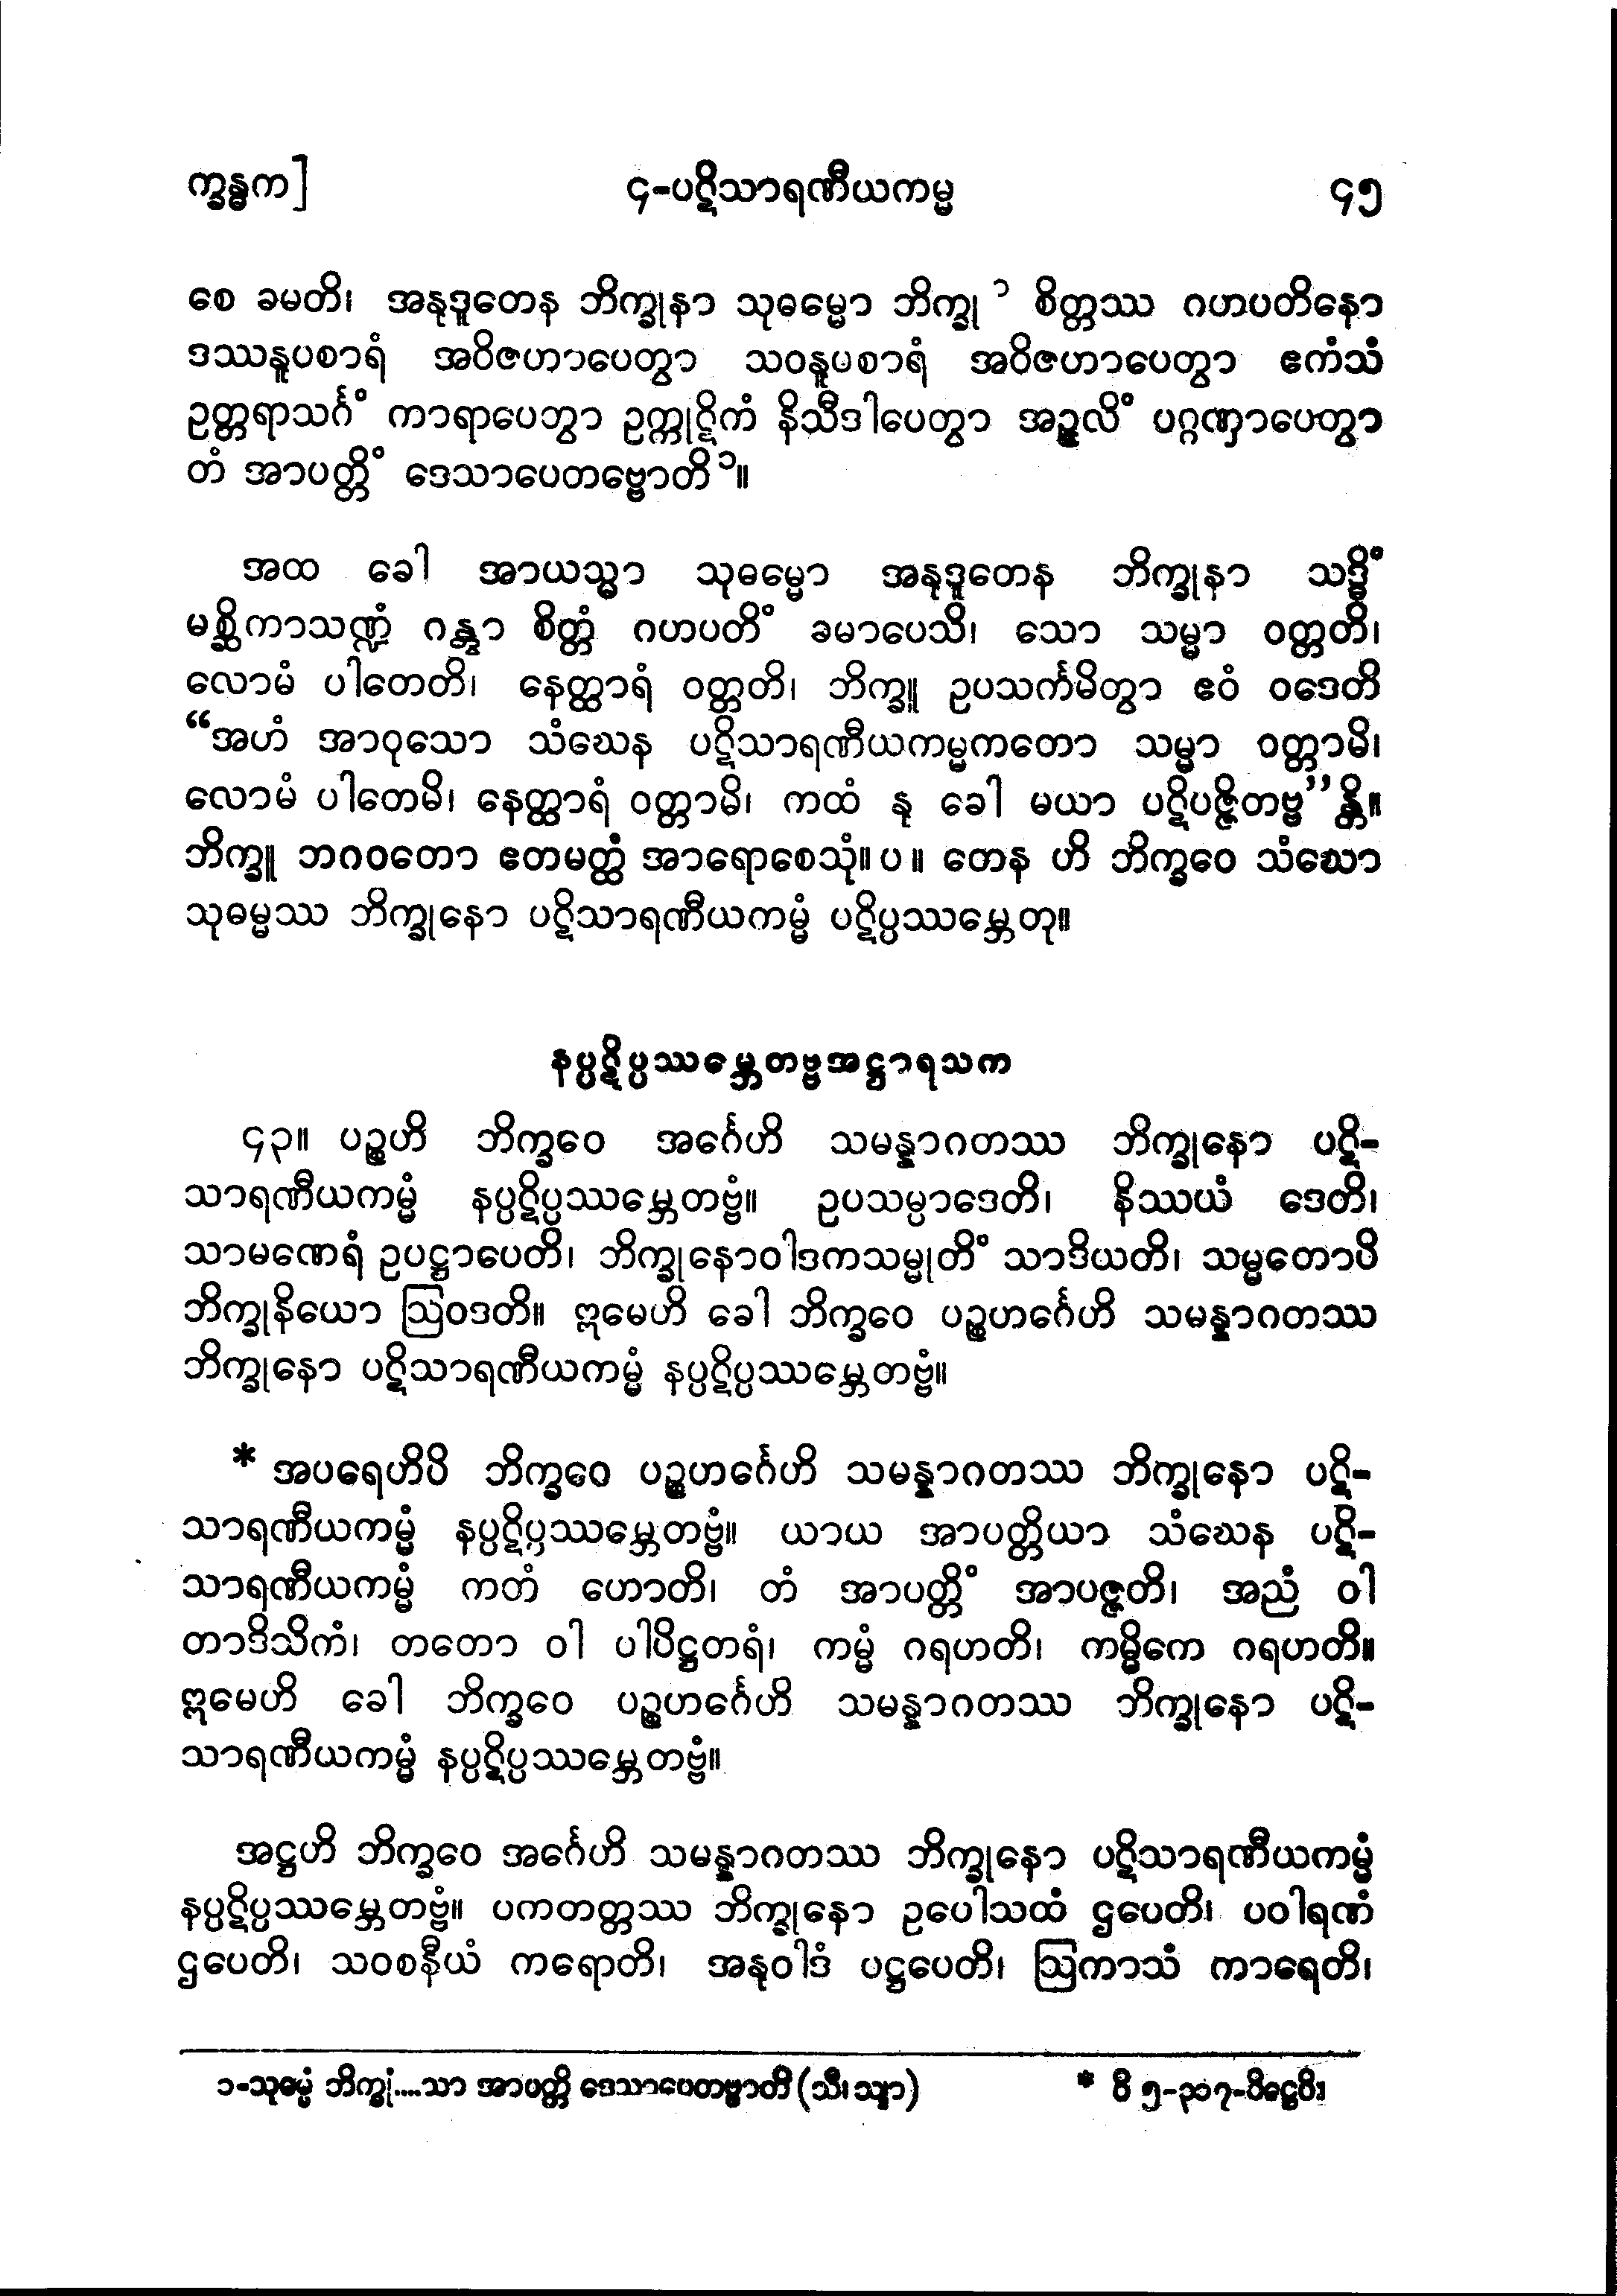 က္ခန္ဓက]
၄-ပဋိသာရဏီယကမ္မ
၄၅
စေ ခမတိ၊ အနုဒူတေန ဘိက္ခုနာ သုဓမ္မော ဘိက္ခု ၁ စိတ္တဿ ဂဟပတိနော
ဒဿနူပစာရံ အဝိဇဟာပေတွာ သဝနူပစာရံ အဝိဇဟာပေတွာ ဧကံသံ
ဥတ္တရာသင်္ဂံ ကာရာပေတွာ ဥက္ကုဋိကံ နိသီဒါပေတွာ အဉ္ဇလိံ ပဂ္ဂဏှာပေတွာ
တံ အာပတ္တိံ ဒေသာပေတဗ္ဗောတိ၁။
အထ ခေါ အာယသ္မာ သုဓမ္မော အနုဒူတေန ဘိက္ခုနာ သဒ္ဓိံ
မစ္ဆိကာသဏ္ဍံ ဂန္တွာ စိတ္တံ ဂဟပတိံ ခမာပေသိ၊ သော သမ္မာ ဝတ္တတိ၊
လောမံ ပါတေတိ၊ နေတ္ထာရံ ဝတ္တတိ၊ ဘိက္ခူ ဥပသင်္ကမိတွာ ဧဝံ ဝဒေတိ
“အဟံ အာဝုသော သံဃေန ပဋိသာရဏီယကမ္မကတော သမ္မာ ဝတ္တာမိ၊
လောမံ ပါတေမိ၊ နေတ္ထာရံ ဝတ္တာမိ၊ ကထံ နု ခေါ မယာ ပဋိပဇ္ဇိတဗ္ဗ”န္တိ။
ဘိက္ခူ ဘဂဝတော ဧတမတ္ထံ အာရောစေသုံ။ ပ ။ တေန ဟိ ဘိက္ခဝေ သံဃော
သုဓမ္မဿ ဘိက္ခုနော ပဋိသာရဏီယကမ္မံ ပဋိပ္ပဿမ္ဘေတု။
နပ္ပဋိပ္ပဿမ္ဘေတဗ္ဗအဋ္ဌာရသက
၄၃။ ပဉ္စဟိ ဘိက္ခဝေ အင်္ဂေဟိ သမန္နာဂတဿ ဘိက္ခုနော ပဋိ-
သာရဏီယကမ္မံ နပ္ပဋိပ္ပဿမ္ဘေတဗ္ဗံ။ ဥပသမ္ပာဒေတိ၊ နိဿယံ ဒေတိ၊
သာမဏေရံ ဥပဋ္ဌာပေတိ၊ ဘိက္ခုနောဝါဒကသမ္မုတိံ သာဒိယတိ၊ သမ္မတောပိ
ဘိက္ခုနိယော ဩဝဒတိ။ ဣမေဟိ ခေါ ဘိက္ခဝေ ပဉ္စဟင်္ဂေဟိ သမန္နာဂတဿ
ဘိက္ခုနော ပဋိသာရဏီယကမ္မံ နပ္ပဋိပ္ပဿမ္ဘေတဗ္ဗံ။
* အပရေဟိပိ ဘိက္ခဝေ ပဉ္စဟင်္ဂေဟိ သမန္နာဂတဿ ဘိက္ခုနော ပဋိ-
သာရဏီယကမ္မံ နပ္ပဋိပ္ပဿမ္ဘေတဗ္ဗံ။ ယာယ အာပတ္တိယာ သံဃေန ပဋိ-
သာရဏီယကမ္မံ ကတံ ဟောတိ၊ တံ အာပတ္တိံ အာပဇ္ဇတိ၊ အညံ ဝါ
တာဒိသိကံ၊ တတော ဝါ ပါပိဋ္ဌတရံ၊ ကမ္မံ ဂရဟတိ၊ ကမ္မိကေ ဂရဟတိ။
ဣမေဟိ ခေါ ဘိက္ခဝေ ပဉ္စဟင်္ဂေဟိ သမန္နာဂတဿ ဘိက္ခုနော ပဋိ-
သာရဏီယကမ္မံ နပ္ပဋိပ္ပဿမ္ဘေတဗ္ဗံ။
အဋ္ဌဟိ ဘိက္ခဝေ အင်္ဂေဟိ သမန္နာဂတဿ ဘိက္ခုနော ပဋိသာရဏီယကမ္မံ
နပ္ပဋိပ္ပဿမ္ဘေတဗ္ဗံ။ ပကတတ္တဿ ဘိက္ခုနော ဥပေါသထံ ဌပေတိ၊ ပဝါရဏံ
ဌပေတိ၊ သဝစနီယံ ကရောတိ၊ အနုဝါဒံ ပဋ္ဌပေတိ၊ ဩကာသံ ကာရေတိ၊
၁-သုဓမ္မံ ဘိက္ခုံ....သာ အာပတ္တိ ဒေသာပေတဗ္ဗာတိ (သီ၊ သျာ)
* ဝိ ၅-၃၁၇-ပိဋ္ဌေပိ။